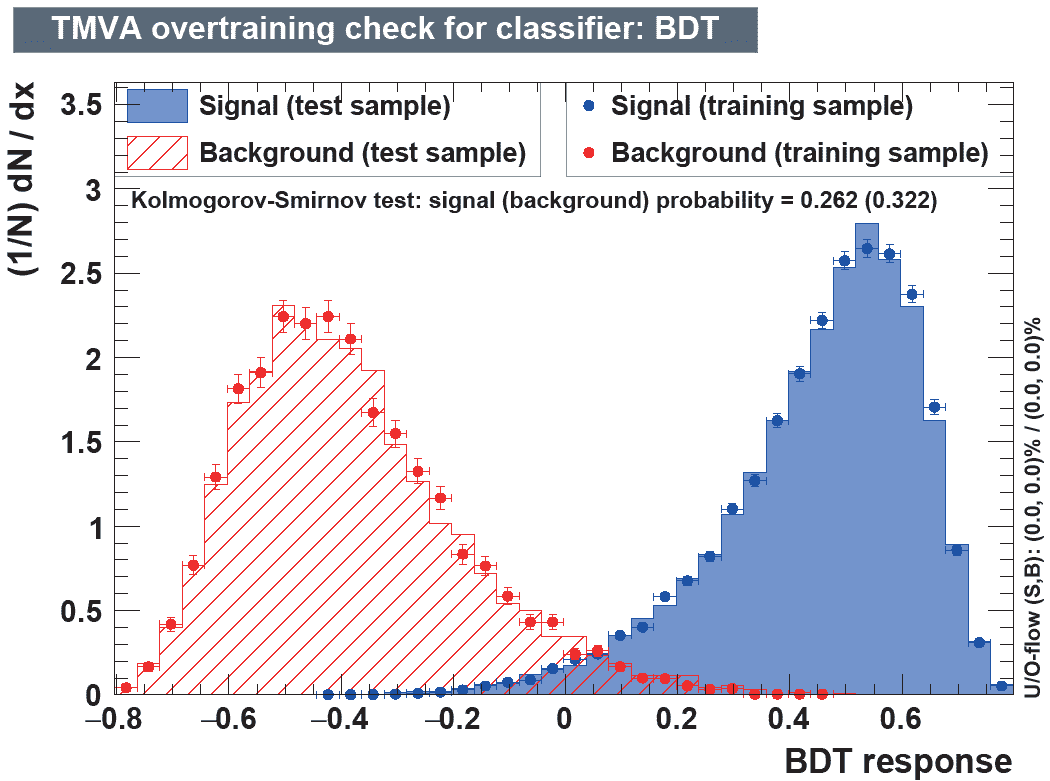 TMVA overtraining check for classifier: BDT
(1/N) dN / dx
Signal (test sample)
Background (test sample)
Signal (training sample)
Background (training sample)
Kolmogorov-Smirnov test: signal (background) probability = 0.262 (0.322)
3.5
3
2.5
2
1.5
1
0.5
0
−0.8 −0.6 −0.4 −0.2 0 0.2 0.4 0.6
BDT response
U/O-flow (S,B): (0.0, 0.0)% / (0.0, 0.0)%